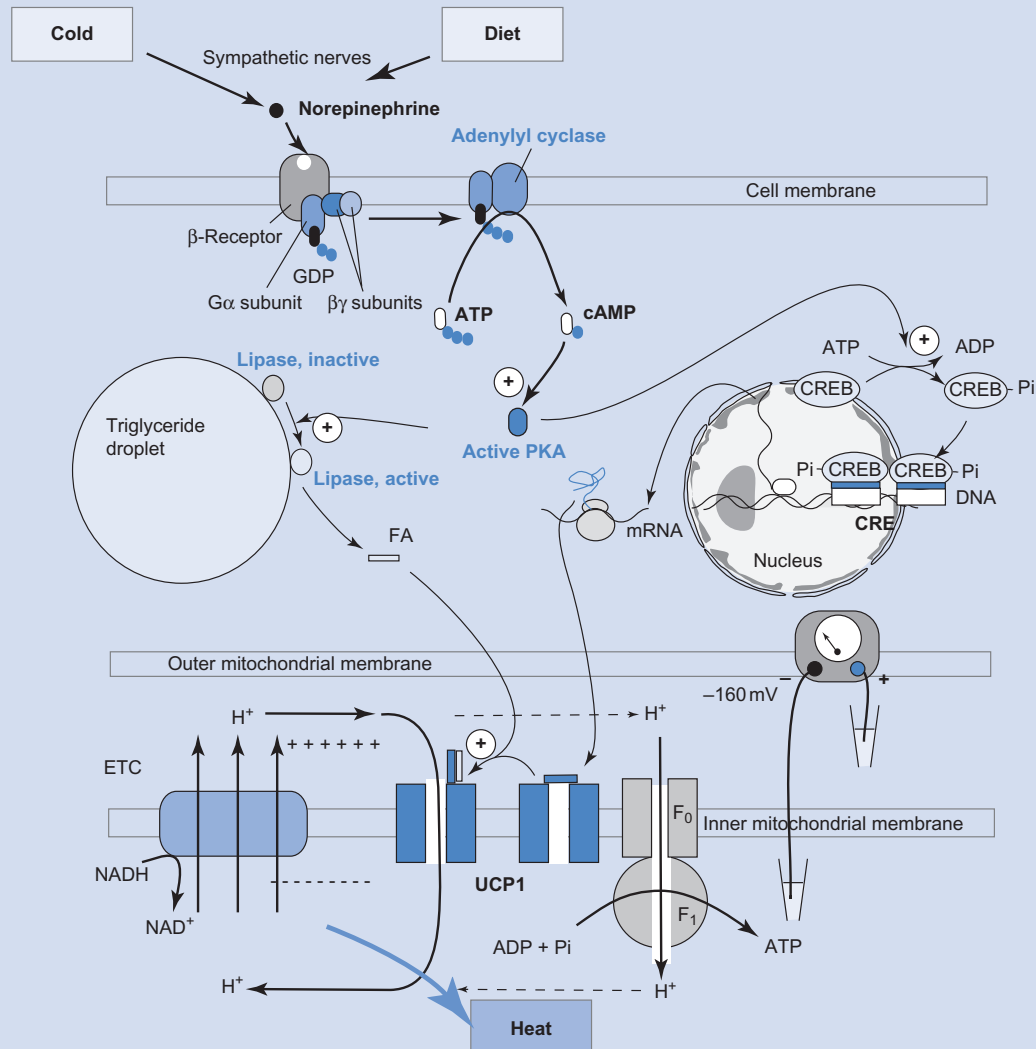 Cold
Diet
Sympathetic nerves
Norepinephrine
Adenylyl cyclase
Cell membrane
β-Receptor
GDP
Gα subunit
βγ subunits
ATP
cAMP
+
ATP
ADP
Lipase, inactive
+
CREB
CREB
Pi
Triglyceride
droplet
+
Active PKA
Lipase, active
Pi
CREB
CREB
Pi
DNA
CRE
mRNA
FA
Nucleus
Outer mitochondrial membrane
–
+
–160 mV
H+
H+
+ + + + + +
+
ETC
F0
Inner mitochondrial membrane
NADH
UCP1
F1
NAD+
ADP + Pi
ATP
H+
H+
Heat